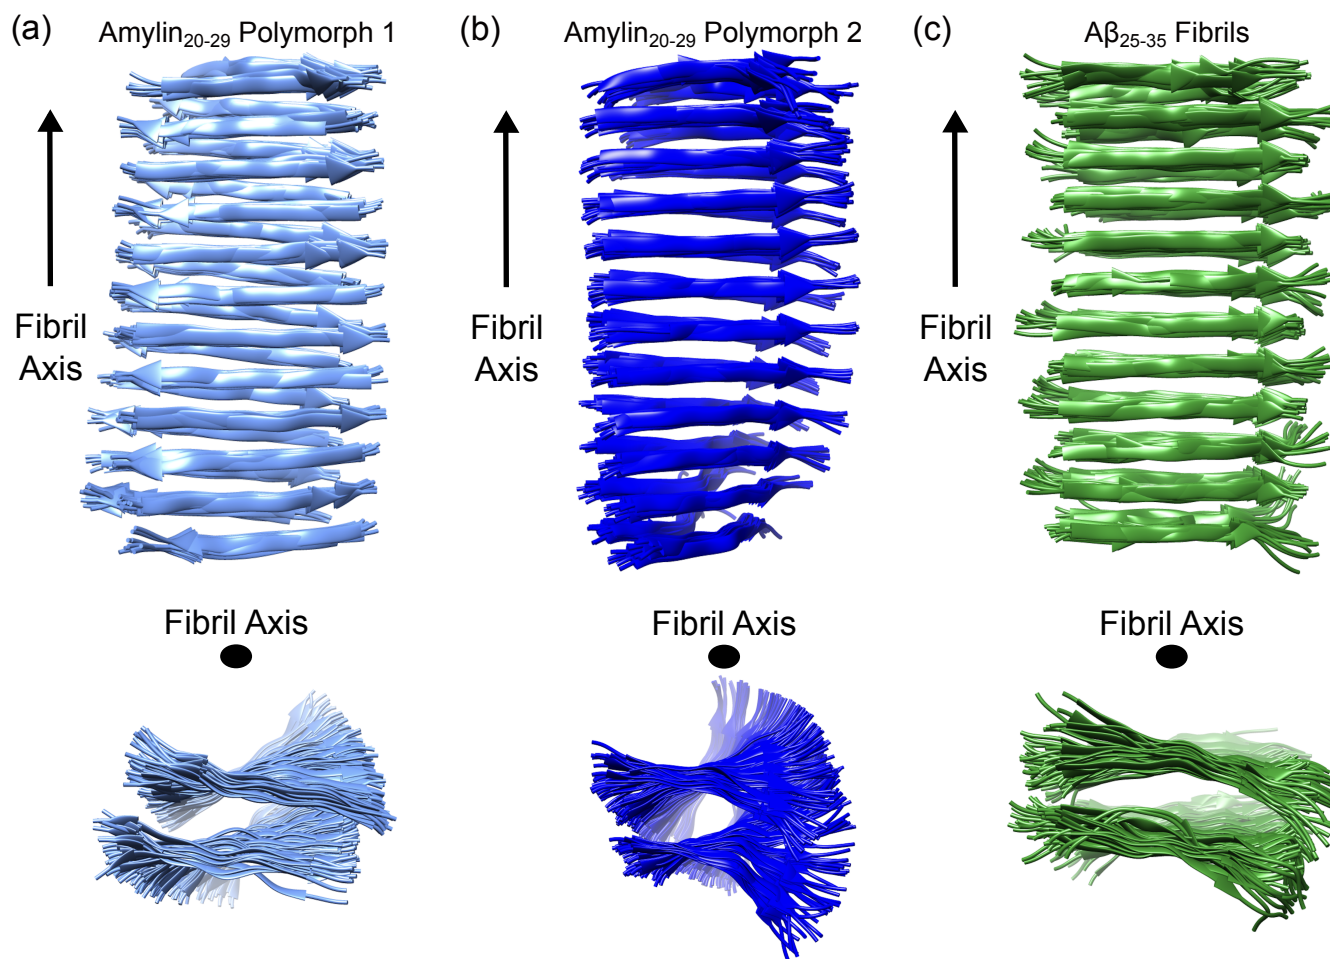 (a) Amylin₂₀₋₂₉ Polymorph 1
(b) Amylin₂₀₋₂₉ Polymorph 2
(c) Aβ₂₅₋₃₅ Fibrils
Fibril
Axis
Fibril
Axis
Fibril
Axis
Fibril Axis
Fibril Axis
Fibril Axis